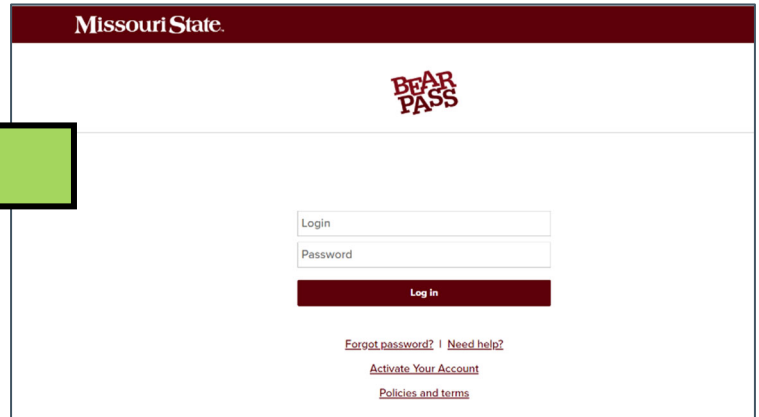 Missouri State.
BEAR
PASS
Login
Password
Log in
Forgot password? | Need help?
Activate Your Account
Policies and terms